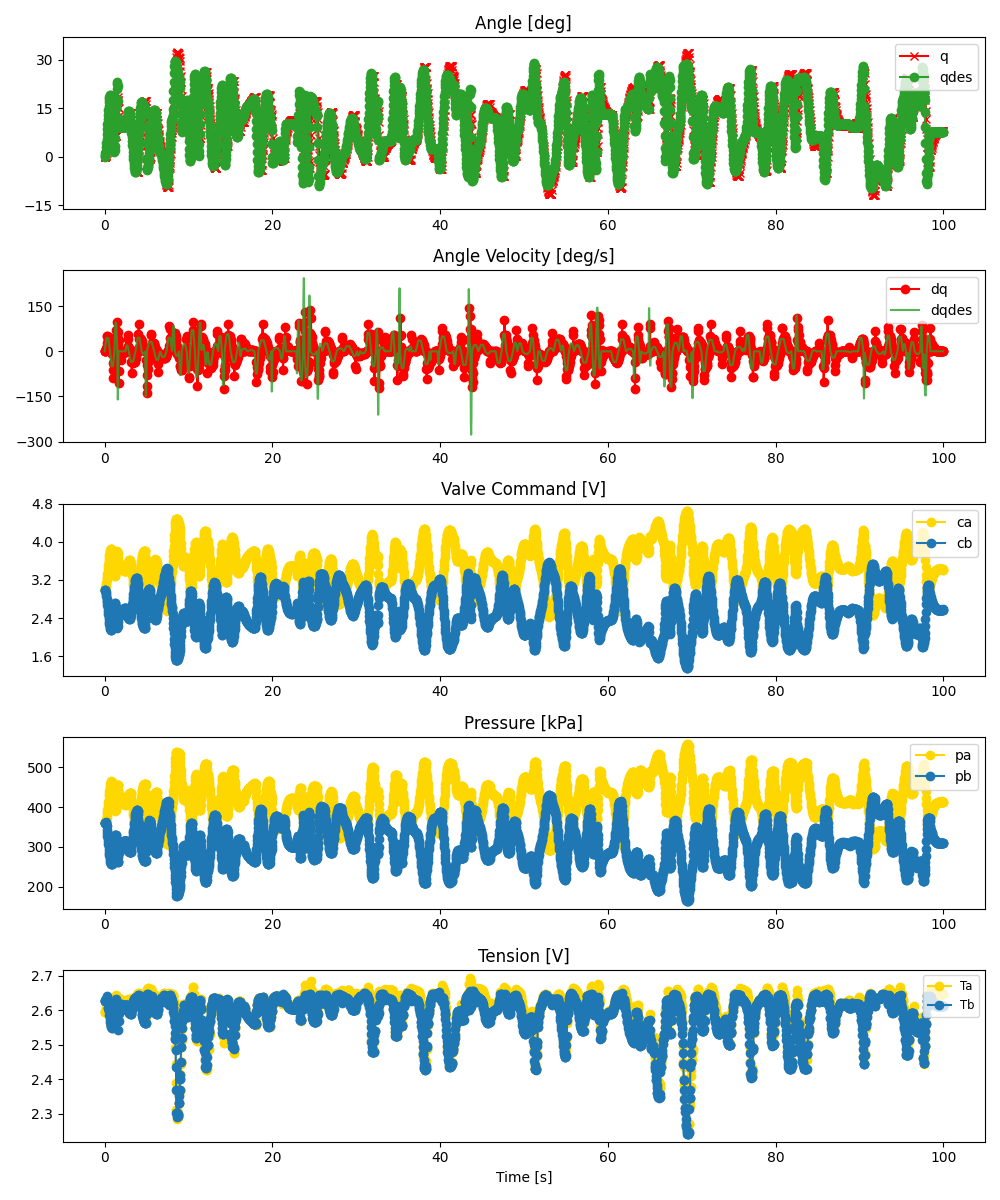 Angle [deg]
30
15
0
−15
q
qdes
0 20 40 60 80 100
Angle Velocity [deg/s]
150
0
−150
−300
dq
dqdes
0 20 40 60 80 100
Valve Command [V]
4.8
4.0
3.2
2.4
1.6
ca
cb
0 20 40 60 80 100
Pressure [kPa]
500
400
300
200
pa
pb
0 20 40 60 80 100
Tension [V]
2.7
2.6
2.5
2.4
2.3
Ta
Tb
0 20 40 60 80 100
Time [s]